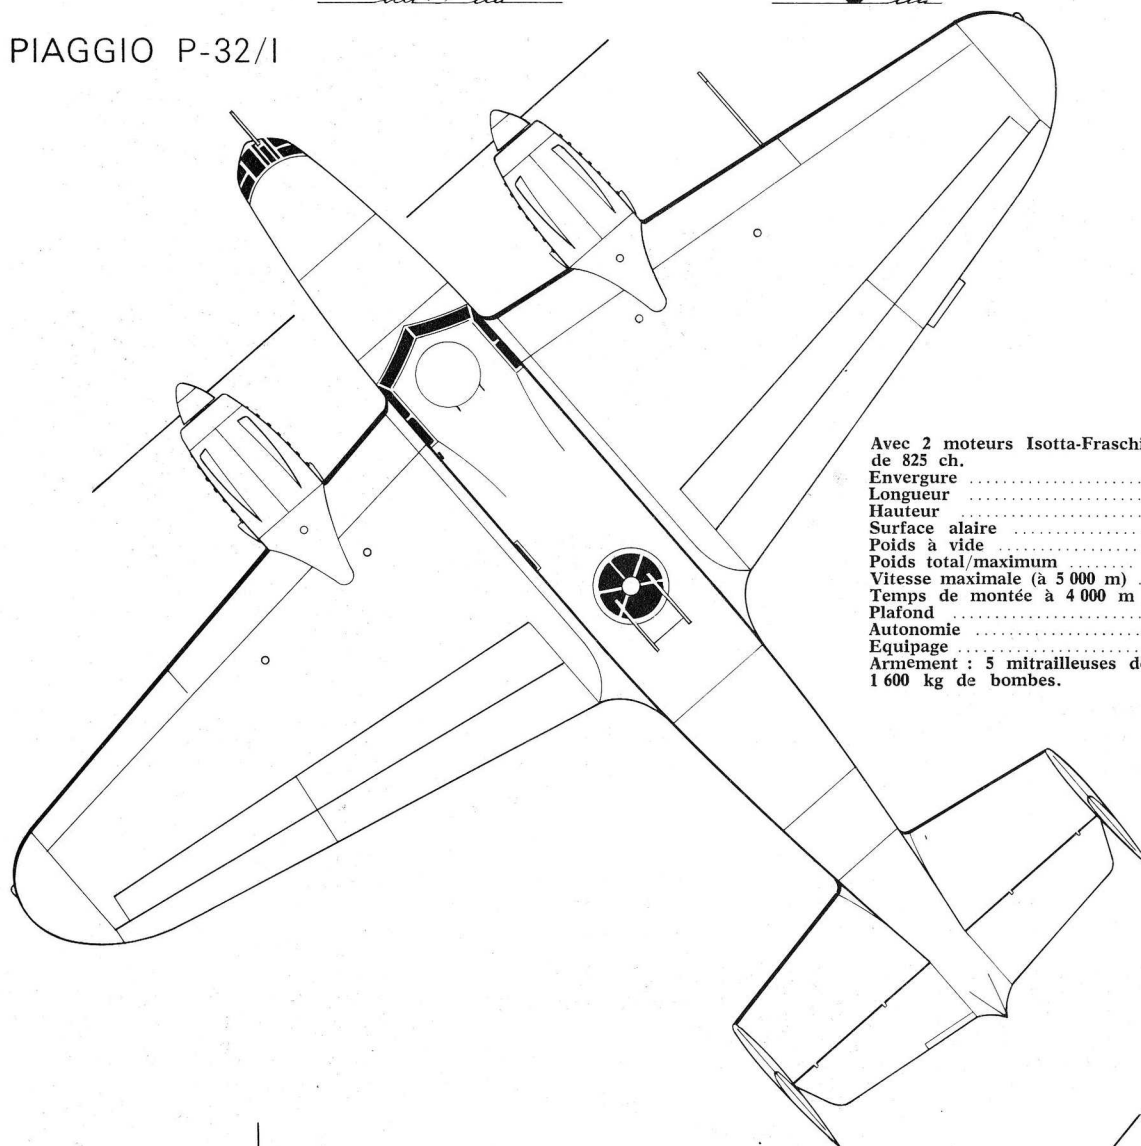 PIAGGIO P-32/I
Avec 2 moteurs Isotta-Fraschi
de 825 ch.
Envergure ....................
Longueur ....................
Hauteur .....................
Surface alaire ...............
Poids à vide .................
Poids total/maximum ........
Vitesse maximale (à 5 000 m) .
Temps de montée à 4 000 m
Plafond ......................
Autonomie ...................
Equipage .....................
Armement : 5 mitrailleuses de
1 600 kg de bombes.